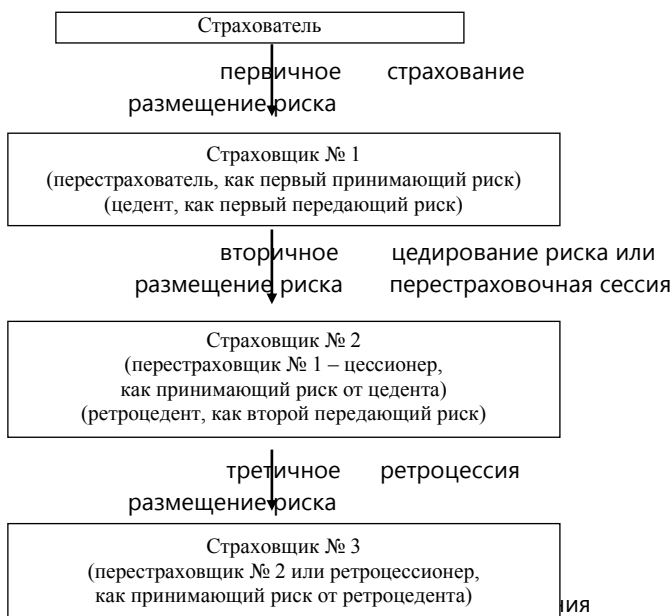 Страхователь
первичное страхование
размещение риска
Страховщик № 1
(перестрахователь, как первый принимающий риск)
(цедент, как первый передающий риск)
вторичное цедирование риска или
размещение риска перестраховочная сессия
Страховщик № 2
(перестраховщик № 1 – цессионер,
как принимающий риск от цедента)
(ретроцедент, как второй передающий риск)
третичное ретроцессия
размещение риска
Страховщик № 3
(перестраховщик № 2 или ретроцессионер,
как принимающий риск от ретроцедента)